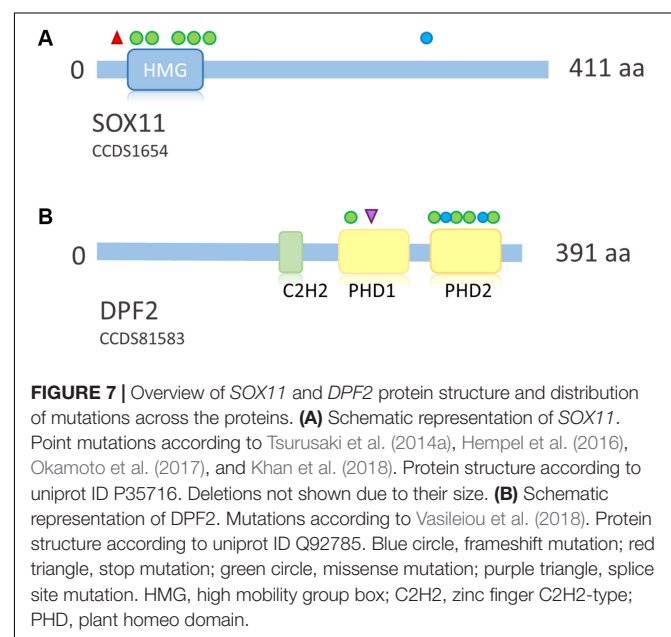 A
0
HMG
411 aa
SOX11
CCDS1654
B
0
391 aa
C2H2
PHD1
PHD2
DPF2
CCDS81583
FIGURE 7 | Overview of SOX11 and DPF2 protein structure and distribution
of mutations across the proteins. (A) Schematic representation of SOX11.
Point mutations according to Tsurusaki et al. (2014a), Hempel et al. (2016),
Okamoto et al. (2017), and Khan et al. (2018). Protein structure according to
uniprot ID P35716. Deletions not shown due to their size. (B) Schematic
representation of DPF2. Mutations according to Vasileiou et al. (2018). Protein
structure according to uniprot ID Q92785. Blue circle, frameshift mutation; red
triangle, stop mutation; green circle, missense mutation; purple triangle, splice
site mutation. HMG, high mobility group box; C2H2, zinc finger C2H2-type;
PHD, plant homeo domain.